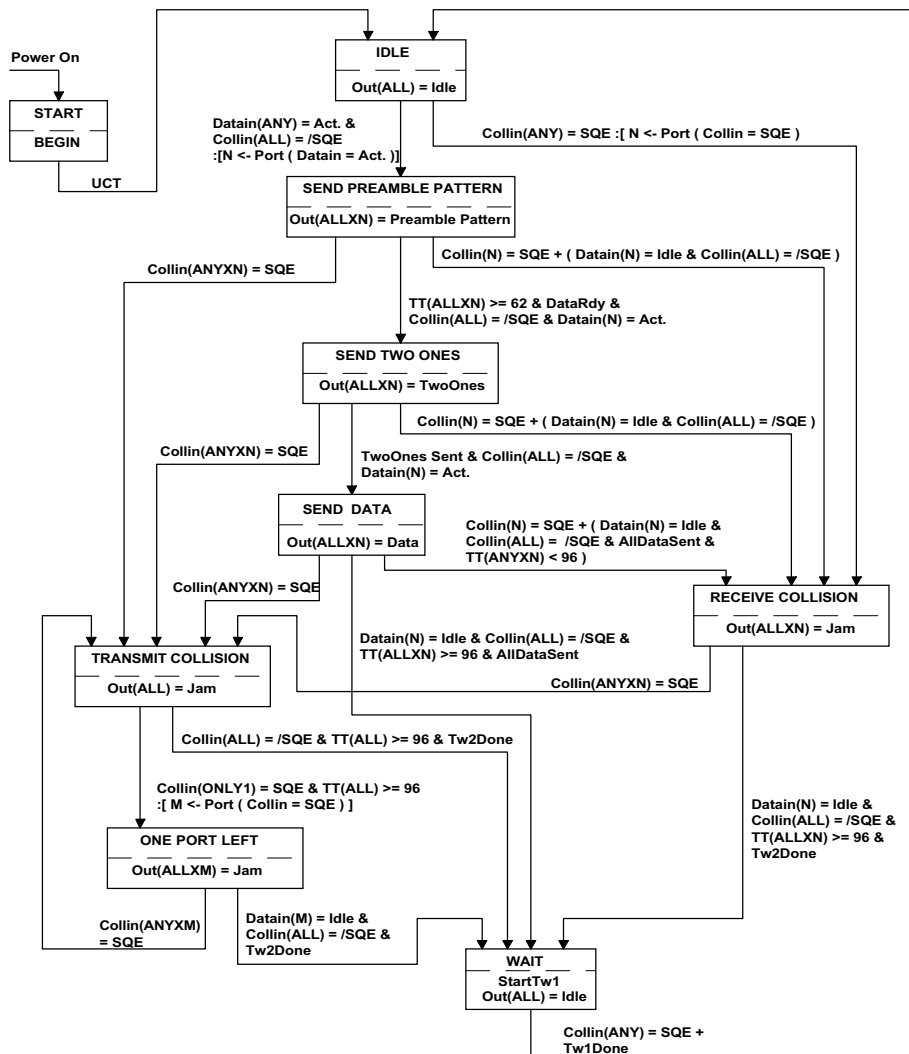 Power On
START
BEGIN
UCT
IDLE
Out(ALL) = Idle
Datain(ANY) = Act. &
Collin(ALL) = /SQE
:[N <- Port ( Datain = Act. )]
Collin(ANY) = SQE :[ N <- Port ( Collin = SQE )
SEND PREAMBLE PATTERN
Out(ALLXN) = Preamble Pattern
Collin(ANYXN) = SQE
Collin(N) = SQE + ( Datain(N) = Idle & Collin(ALL) = /SQE )
TT(ALLXN) >= 62 & DataRdy &
Collin(ALL) = /SQE & Datain(N) = Act.
SEND TWO ONES
Out(ALLXN) = TwoOnes
Collin(N) = SQE + ( Datain(N) = Idle & Collin(ALL) = /SQE )
Collin(ANYXN) = SQE
TwoOnes Sent & Collin(ALL) = /SQE &
Datain(N) = Act.
SEND DATA
Out(ALLXN) = Data
Collin(N) = SQE + ( Datain(N) = Idle &
Collin(ALL) = /SQE & AllDataSent &
TT(ANYXN) < 96 )
Collin(ANYXN) = SQE
RECEIVE COLLISION
Out(ALLXN) = Jam
Datain(N) = Idle & Collin(ALL) = /SQE &
TT(ALLXN) >= 96 & AllDataSent
TRANSMIT COLLISION
Out(ALL) = Jam
Collin(ANYXN) = SQE
Collin(ALL) = /SQE & TT(ALL) >= 96 & Tw2Done
Collin(ONLY1) = SQE & TT(ALL) >= 96
:[ M <- Port ( Collin = SQE ) ]
Datain(N) = Idle &
Collin(ALL) = /SQE &
TT(ALLXN) >= 96 &
Tw2Done
ONE PORT LEFT
Out(ALLXM) = Jam
Collin(ANYXM)
= SQE
Datain(M) = Idle &
Collin(ALL) = /SQE &
Tw2Done
WAIT
StartTw1
Out(ALL) = Idle
Collin(ANY) = SQE +
Tw1Done